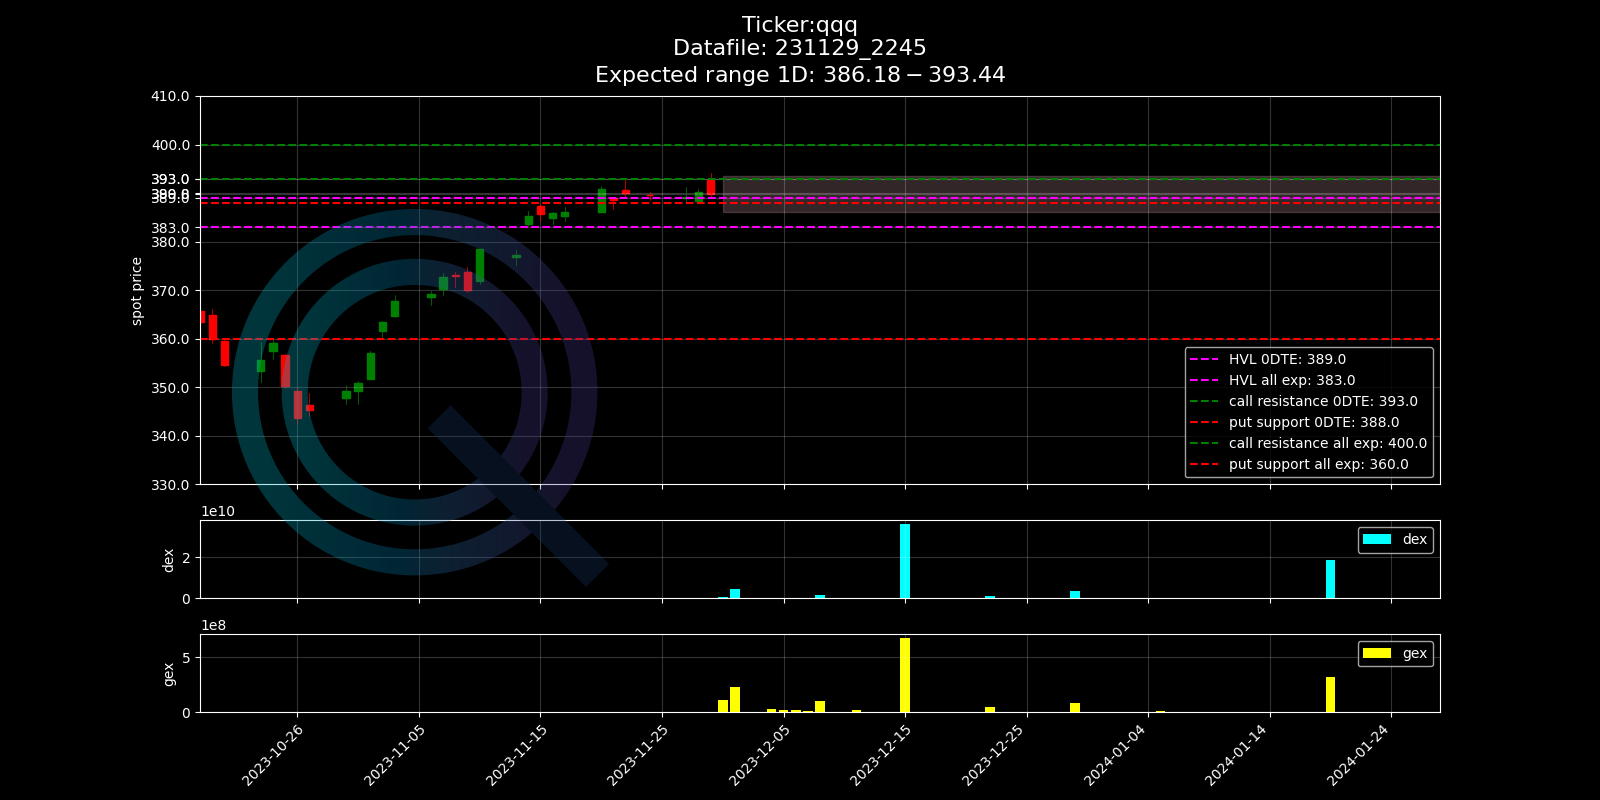 Ticker:qqq
Datafile: 231129_2245
Expected range 1D: 386.18 − 393.44
410.0
400.0
393.0
389.0
383.0
380.0
370.0
360.0
350.0
340.0
330.0
spot price
HVL 0DTE: 389.0
HVL all exp: 383.0
call resistance 0DTE: 393.0
put support 0DTE: 388.0
call resistance all exp: 400.0
put support all exp: 360.0
1e10
2
0
dex
dex
1e8
5
0
gex
gex
2023-10-26
2023-11-05
2023-11-15
2023-11-25
2023-12-05
2023-12-15
2023-12-25
2024-01-04
2024-01-14
2024-01-24